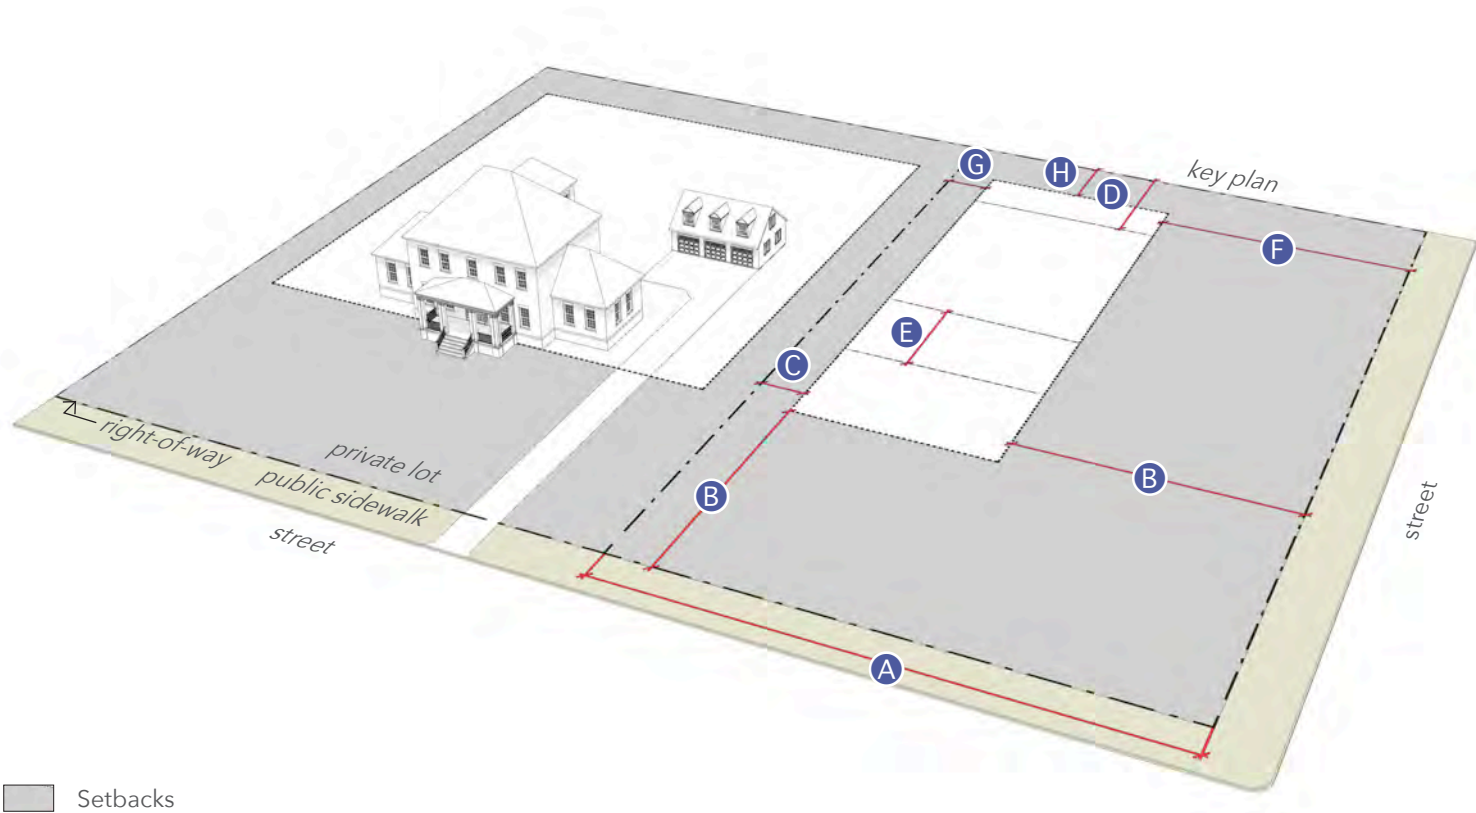 G
H
D
key plan
F
E
C
right-of-way
private lot
public sidewalk
street
B
B
street
A
Setbacks